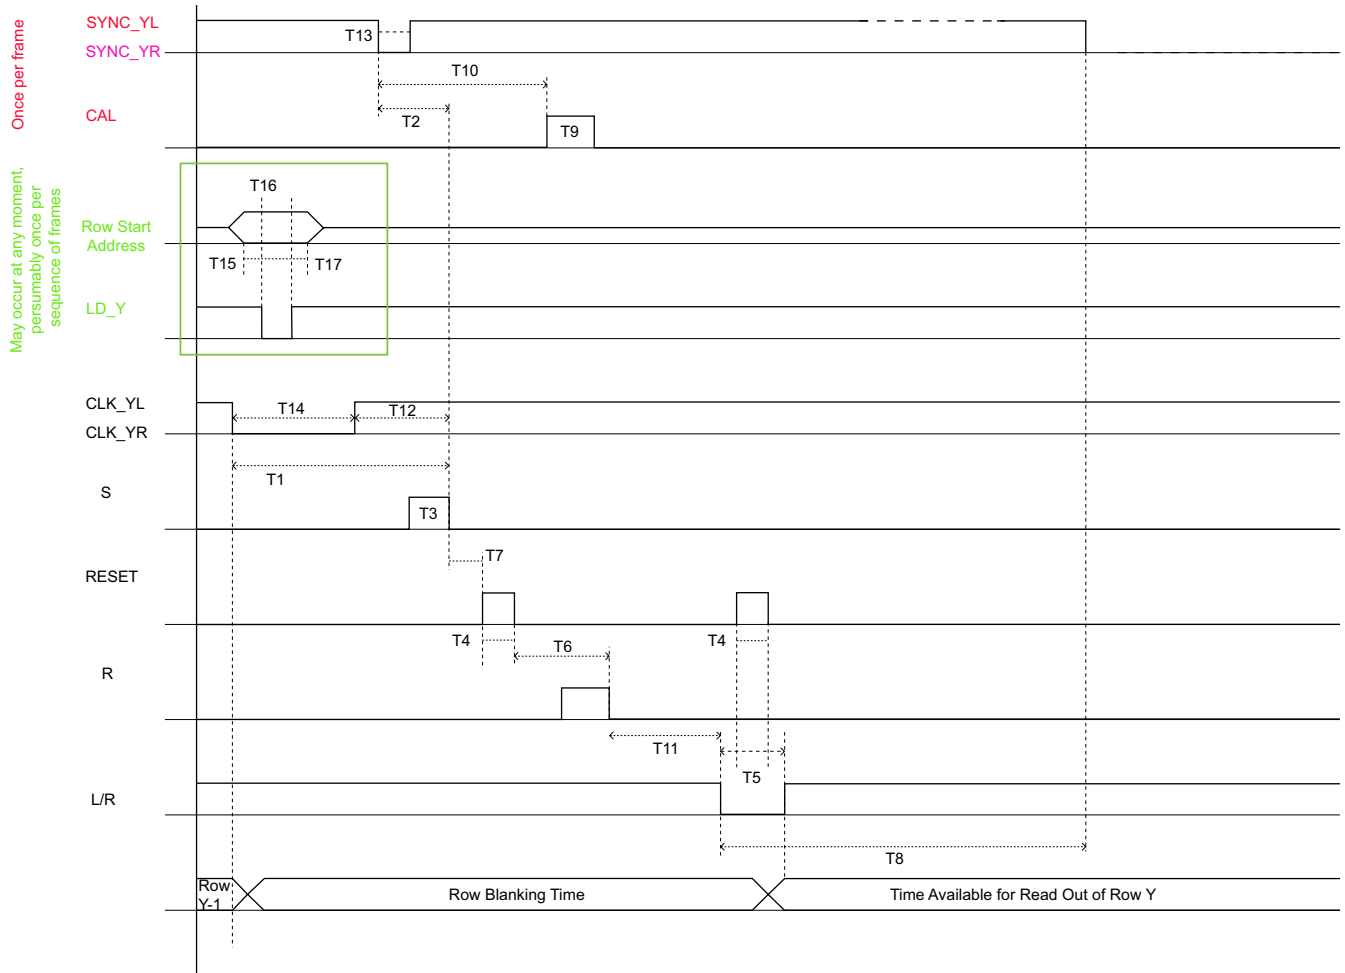 Once per frame
SYNC_YL
SYNC_YR
T13
T10
T2
CAL
T9
May occur at any moment,
persumably once per
sequence of frames
T16
Row Start
Address
T15
T17
LD_Y
CLK_YL
CLK_YR
T14
T12
T1
S
T3
T7
RESET
T4
T6
T4
R
T11
T5
L/R
T8
Row
Y-1
Row Blanking Time
Time Available for Read Out of Row Y